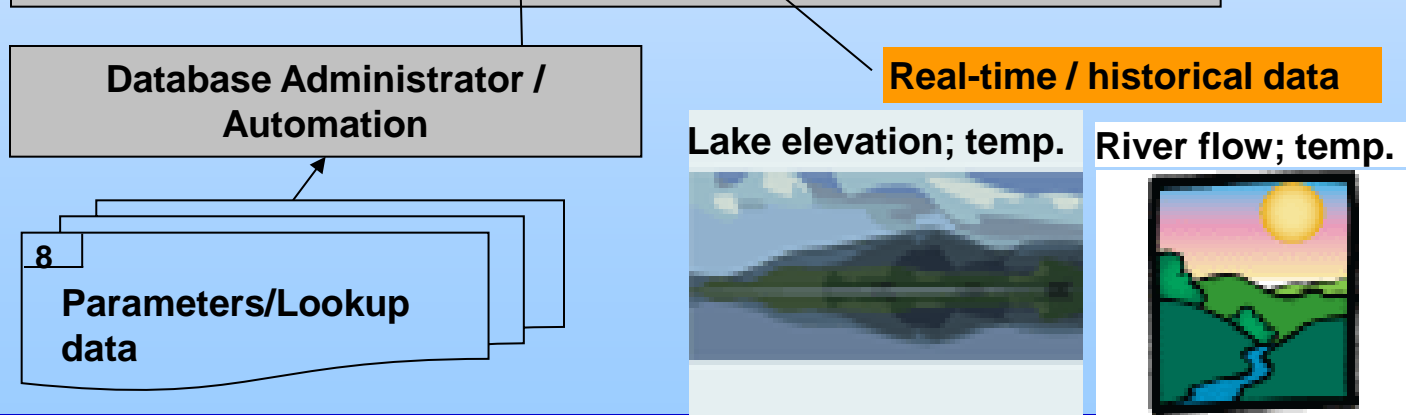 Database Administrator /
Automation
Real-time / historical data
Lake elevation; temp.
River flow; temp.
8
Parameters/Lookup
data